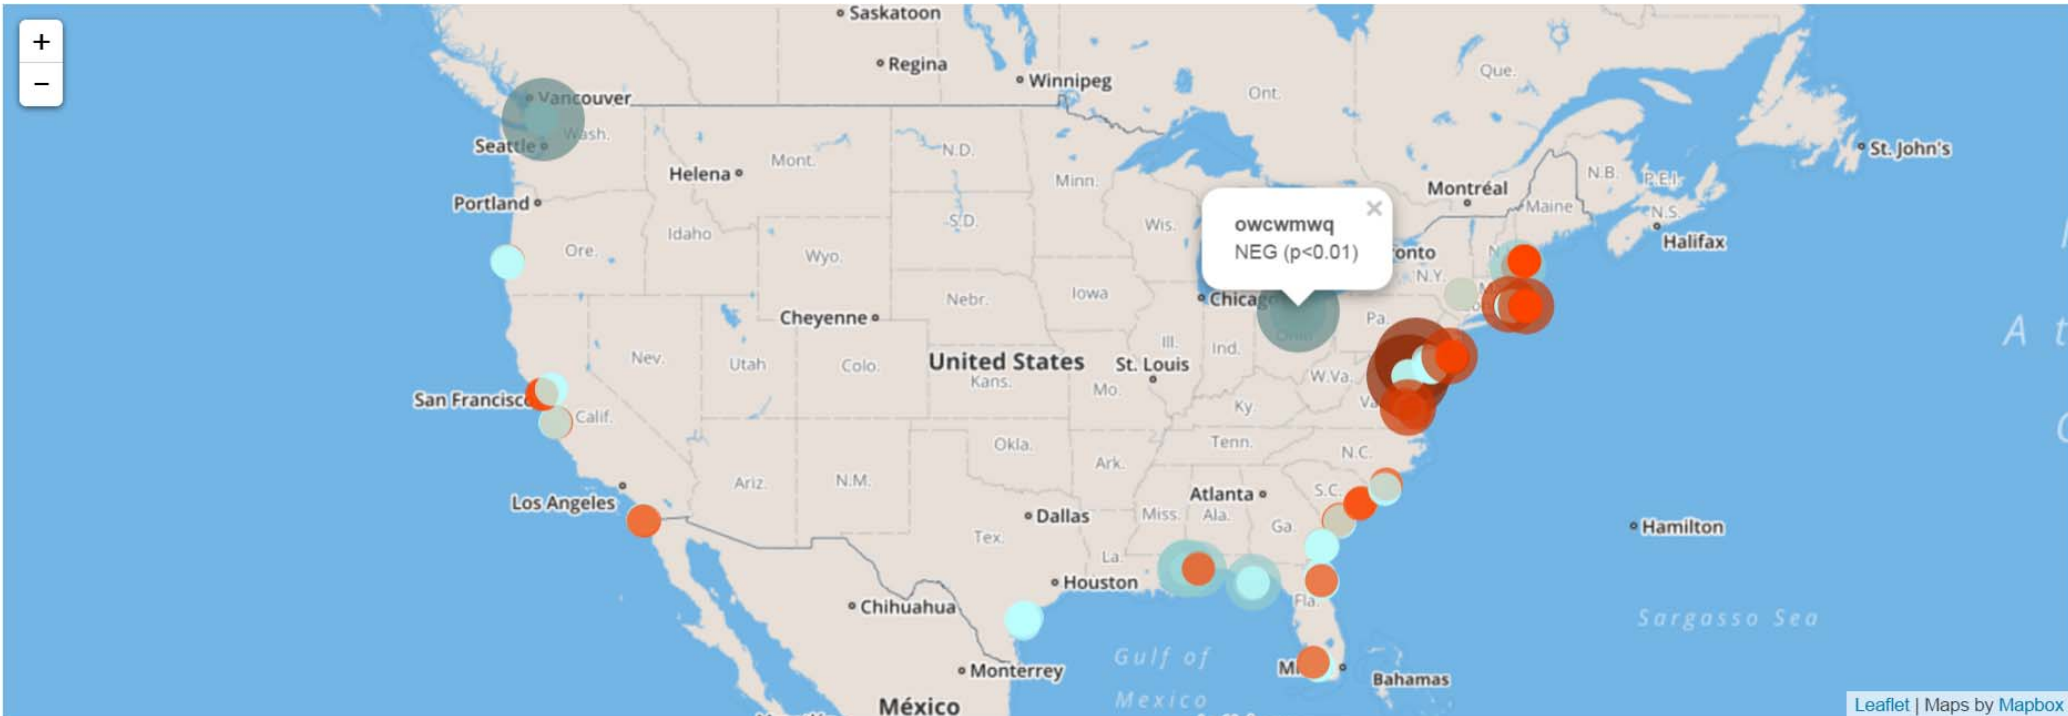 +
−
Saskatoon
Regina
Winnipeg
Ont.
Que.
Vancouver
Wash.
Seattle
Helena
Mont.
N.D.
Minn.
St. John's
Portland
Idaho
Ore.
Wyo.
S.D.
Wis.
Montréal
Maine
N.B.
P.E.I.
N.S.
Halifax
owcwmwq
×
NEG (p<0.01)
ronto
N.Y.
Nebr.
Iowa
Chicag
Cheyenne
Pa.
Nev.
Utah
Colo.
United States
Kans.
St. Louis
Ill.
Ind.
W.Va.
Mo.
Ky.
San Francisc
Calif.
Okla.
Tenn.
N.C.
Ark.
Los Angeles
Ariz.
N.M.
Atlanta
S.C.
Dallas
Miss.
Ala.
Ga.
Hamilton
Tex.
La.
Houston
Chihuahua
Fla.
Sargasso Sea
Gulf of
Mexico
Monterrey
Bahamas
México
A t
Leaflet | Maps by Mapbox